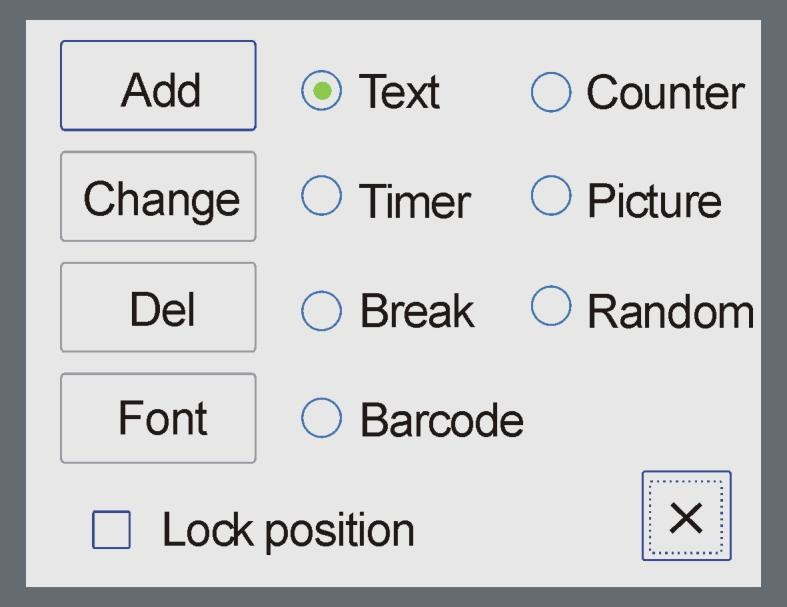 Add Text Counter
Change Timer Picture
Del Break Random
Font Barcode
Lock position